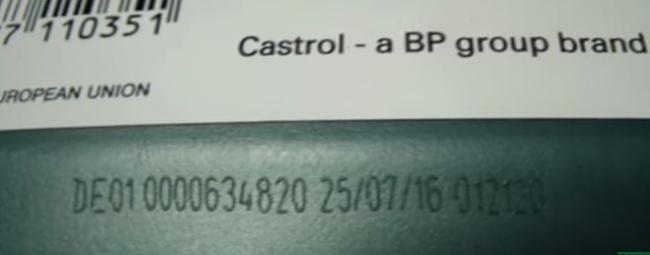 7 110351
Castrol - a BP group brand
UROPEAN UNION
DE01 0000634820 25/07/16 012120